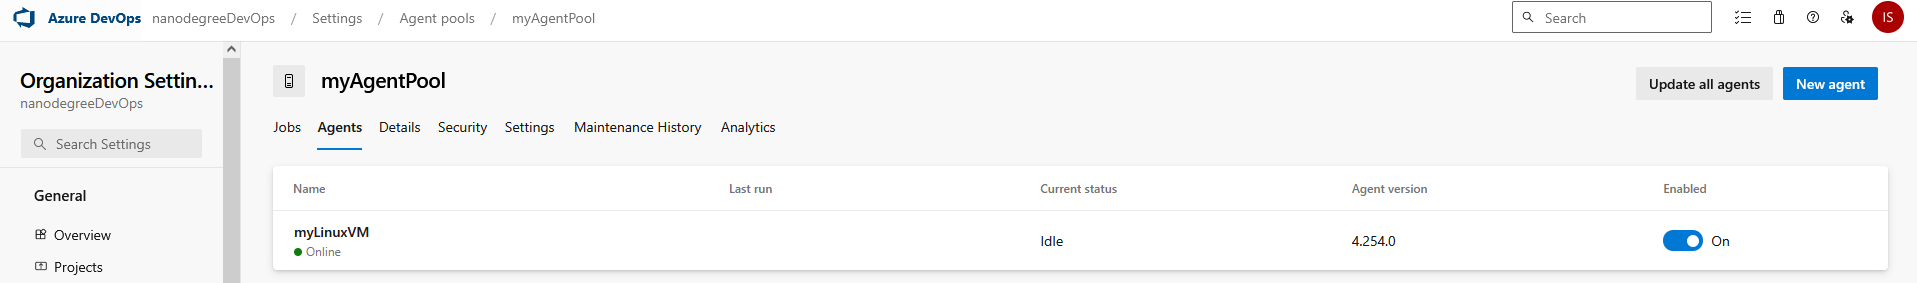 Azure DevOps nanodegreeDevOps / Settings / Agent pools / myAgentPool
Search
IS
Organization Settin...
nanodegreeDevOps
Search Settings
General
Overview
Projects
myAgentPool
Update all agents
New agent
Jobs Agents Details Security Settings Maintenance History Analytics
Name Last run Current status Agent version Enabled
myLinuxVM
Online
Idle
4.254.0
On